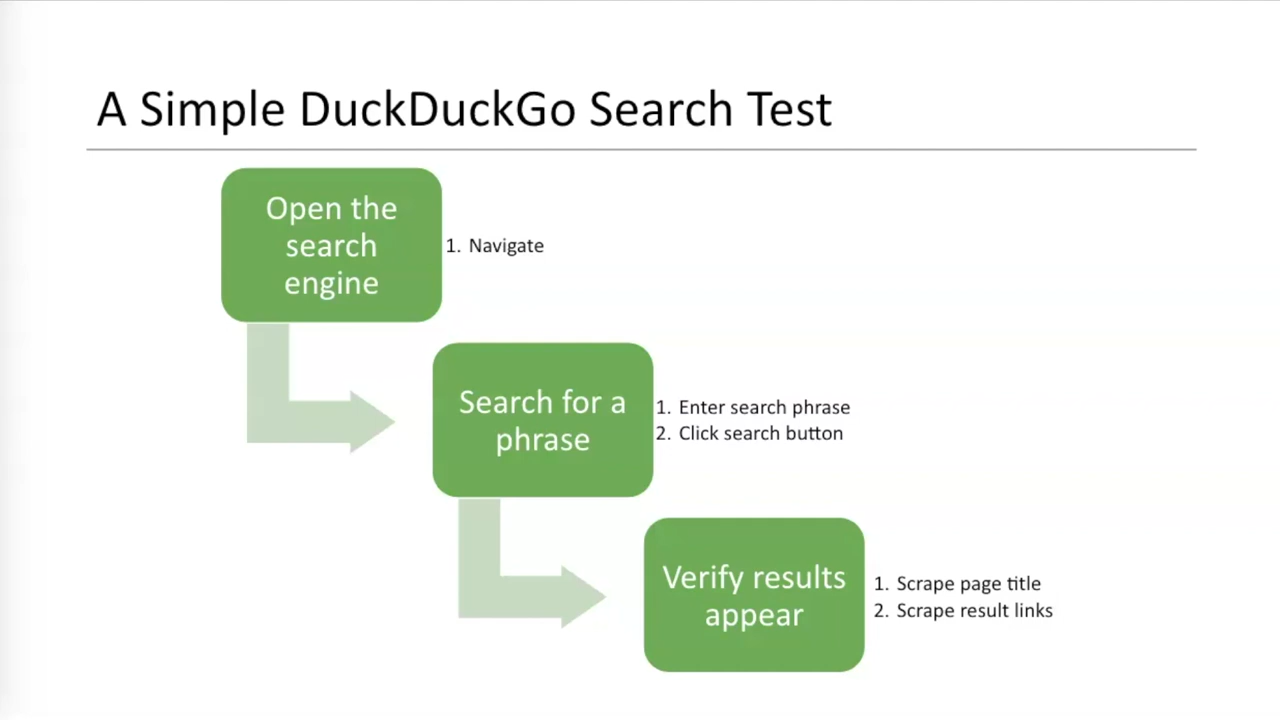 A Simple DuckDuckGo Search Test
Open the
search
engine
1. Navigate
Search for a
phrase
1. Enter search phrase
2. Click search button
Verify results
appear
1. Scrape page title
2. Scrape result links